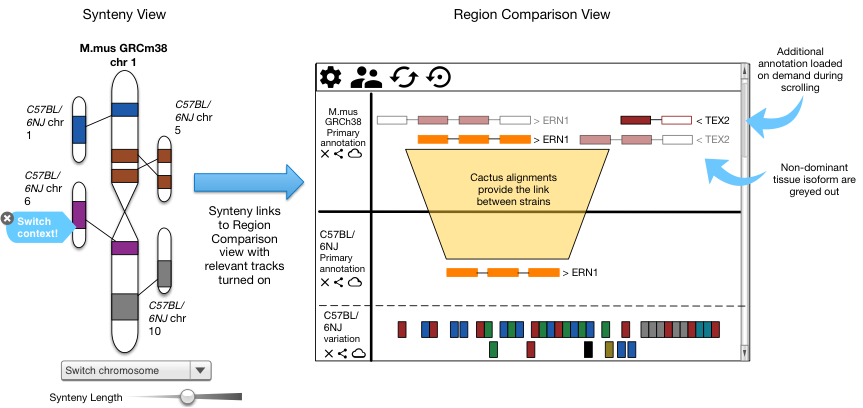 Synteny View
Region Comparison View
M.mus GRCm38
chr 1
C57BL/
6NJ chr
1
C57BL/
6NJ chr
5
C57BL/
6NJ chr
6
Switch
context!
C57BL/
6NJ chr
10
Switch chromosome
Synteny Length
Synteny links
to Region
Comparison
view with
relevant tracks
turned on
M.mus
GRCh38
Primary
annotation
> ERN1
< TEX2
> ERN1
< TEX2
Cactus alignments
provide the link
between strains
C57BL/
6NJ
Primary
annotation
> ERN1
C57BL/
6NJ
variation
Additional
annotation loaded
on demand during
scrolling
Non-dominant
tissue isoform are
greyed out